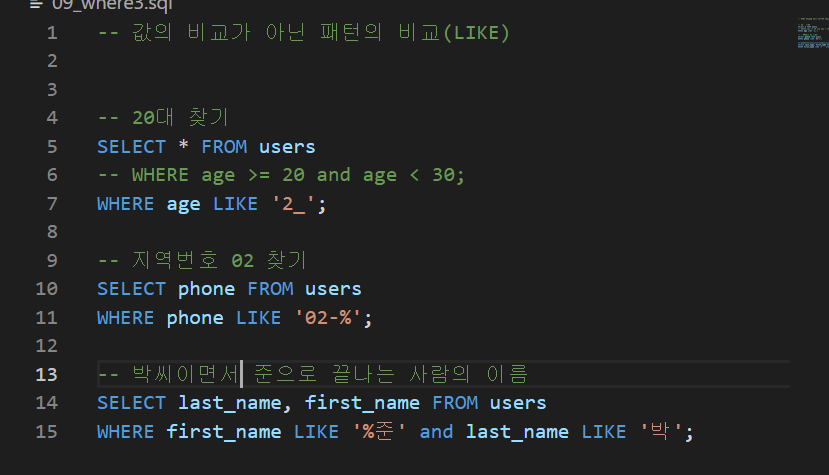 09_where3.sql
1 -- 값의 비교가 아닌 패턴의 비교(LIKE)
2
3
4 -- 20대 찾기
5 SELECT * FROM users
6 -- WHERE age >= 20 and age < 30;
7 WHERE age LIKE '2_';
8
9 -- 지역번호 02 찾기
10 SELECT phone FROM users
11 WHERE phone LIKE '02-%';
12
13 -- 박씨이면서 준으로 끝나는 사람의 이름
14 SELECT last_name, first_name FROM users
15 WHERE first_name LIKE '%준' and last_name LIKE '박';